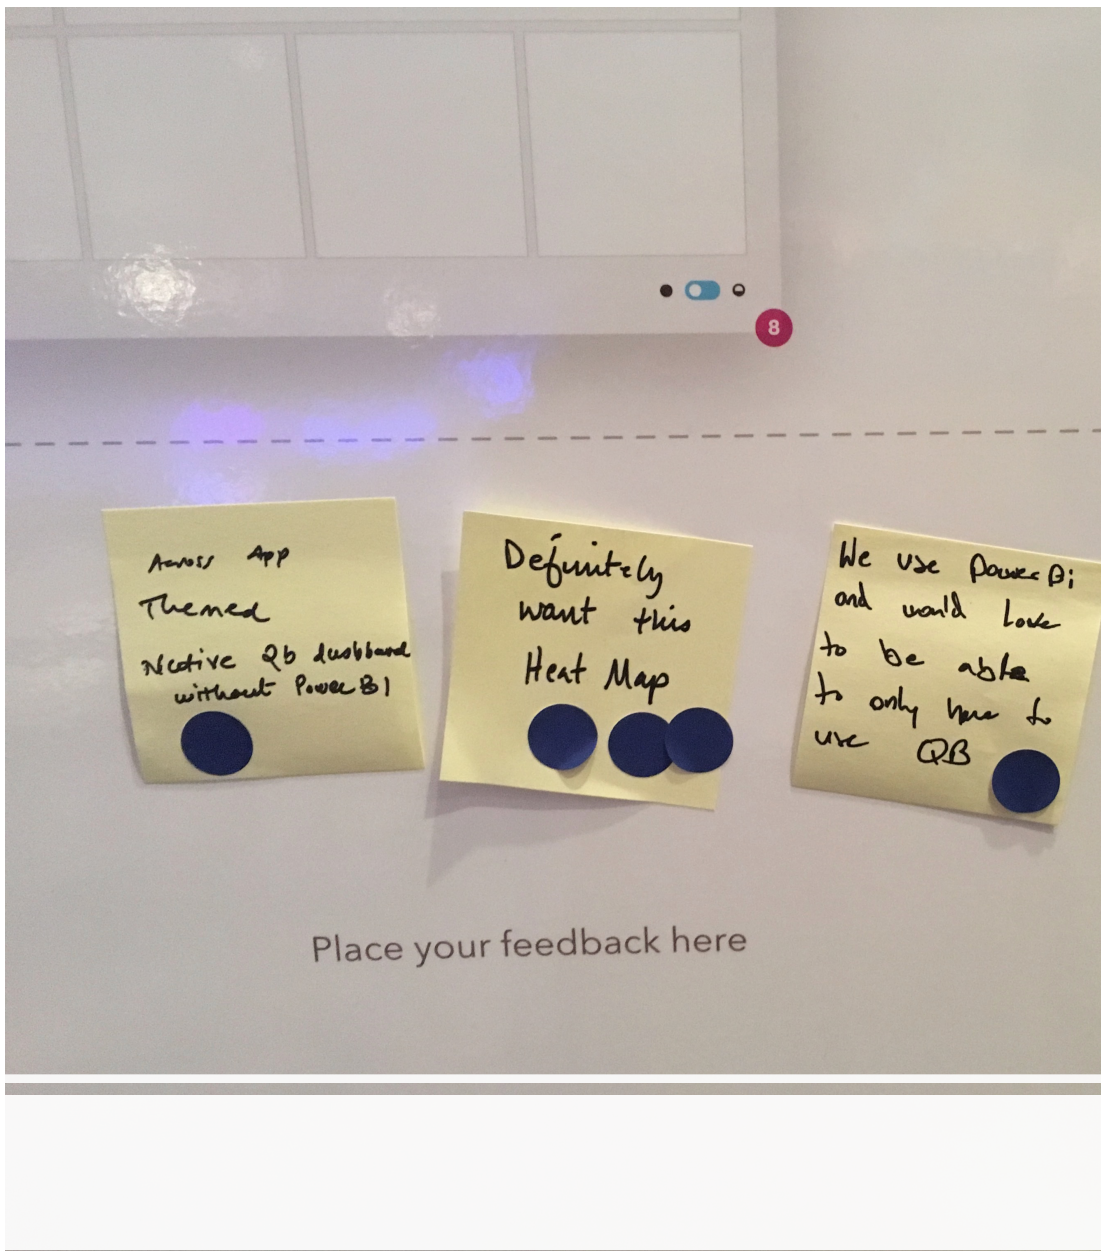 8
Across App
Themed
Native Qb dashboard
without Power BI
Definitely
want this
Heat Map
We use Power Bi
and would Love
to be able
to only have to
use QB
Place your feedback here